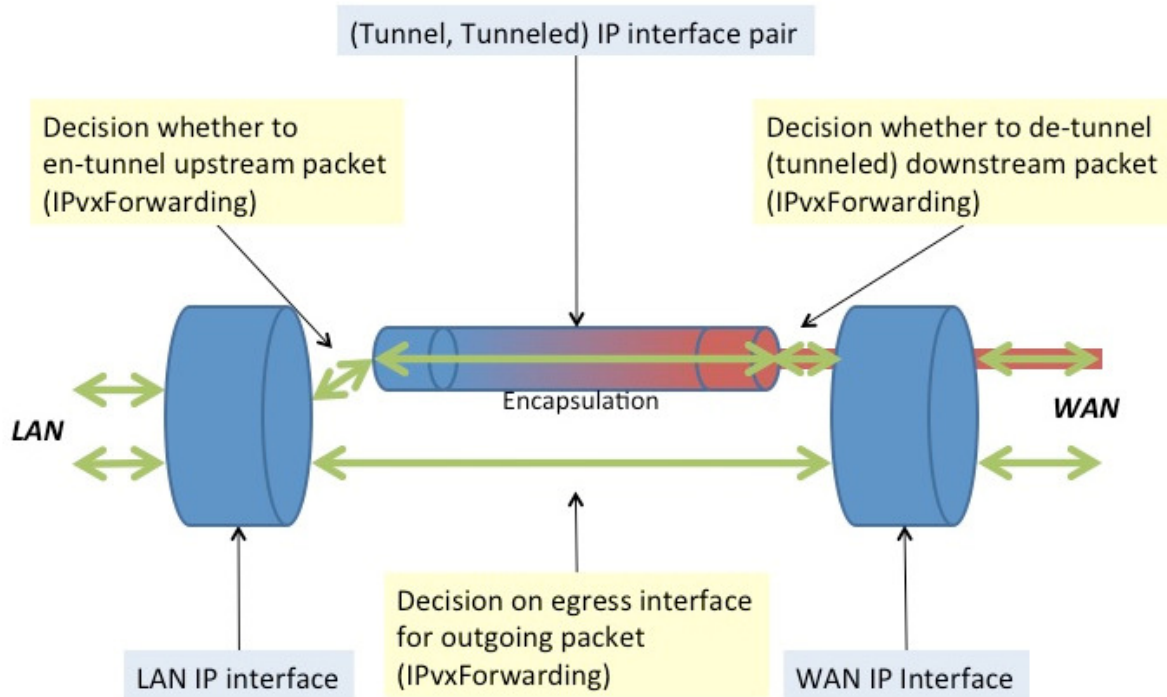 (Tunnel, Tunneled) IP interface pair
Decision whether to
en-tunnel upstream packet
(IPvxForwarding)
Decision whether to de-tunnel
(tunneled) downstream packet
(IPvxForwarding)
Encapsulation
LAN
WAN
Decision on egress interface
for outgoing packet
(IPvxForwarding)
LAN IP interface
WAN IP Interface